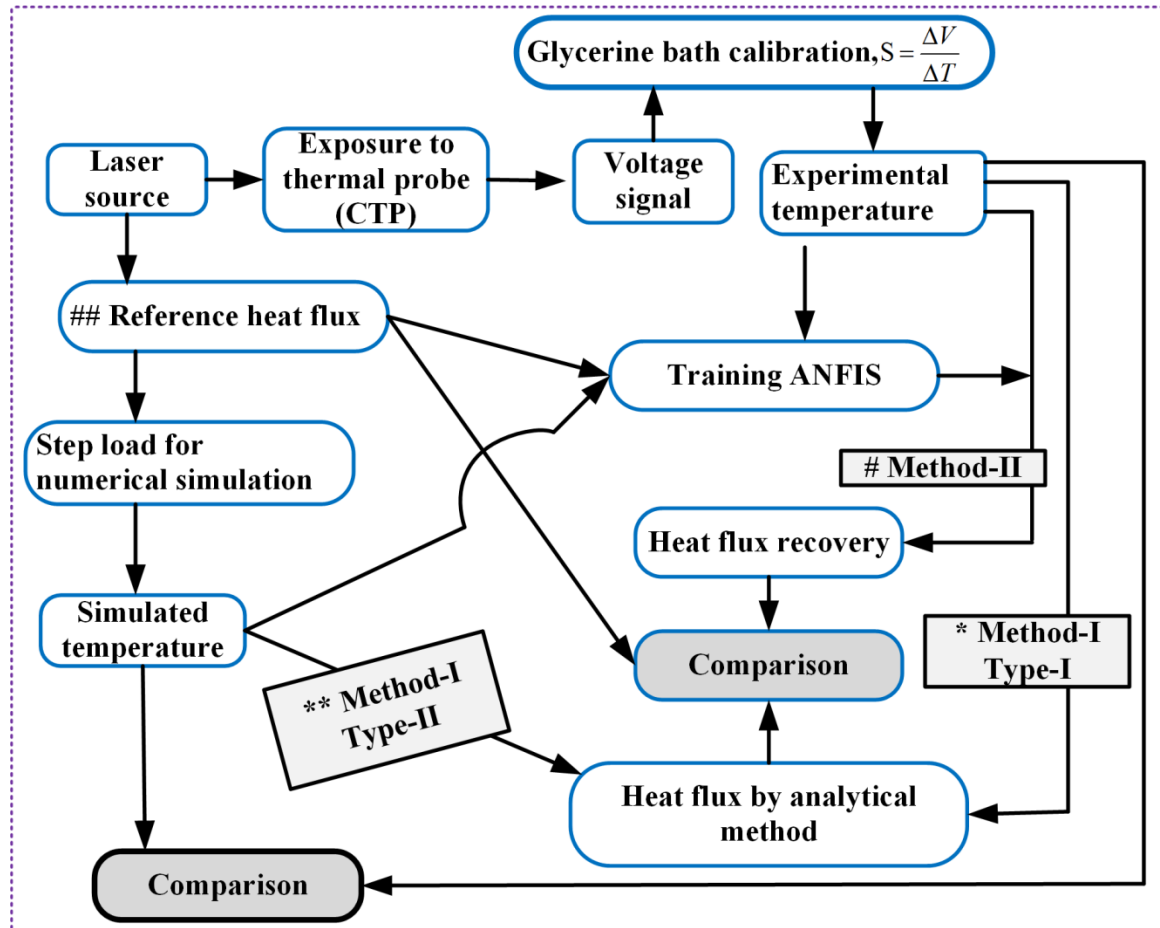 Glycerine bath calibration, S = ΔV / ΔT
Laser
source
Exposure to
thermal probe
(CTP)
Voltage
signal
Experimental
temperature
## Reference heat flux
Training ANFIS
Step load for
numerical simulation
# Method-II
Heat flux recovery
Simulated
temperature
Comparison
* Method-I
Type-I
** Method-I
Type-II
Heat flux by analytical
method
Comparison